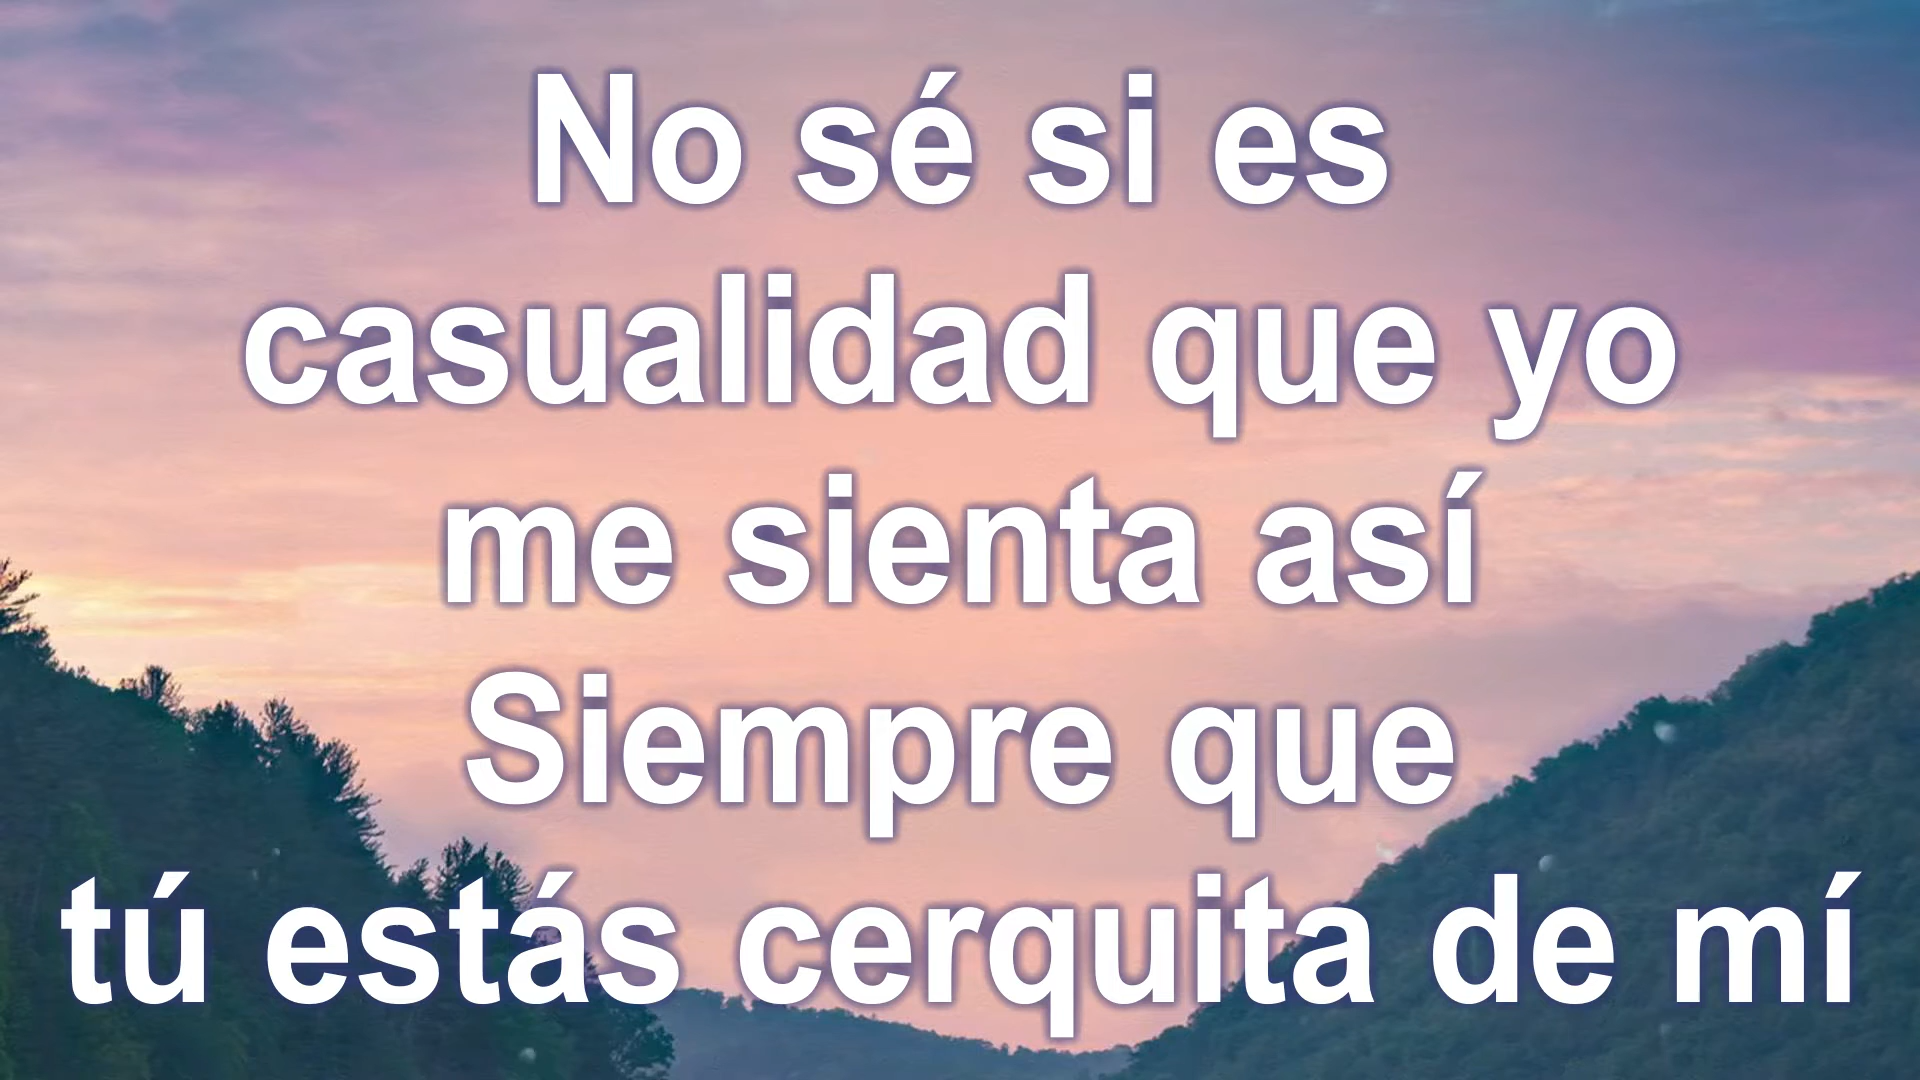 No sé si es
casualidad que yo
me sienta así
Siempre que
tú estás cerquita de mí